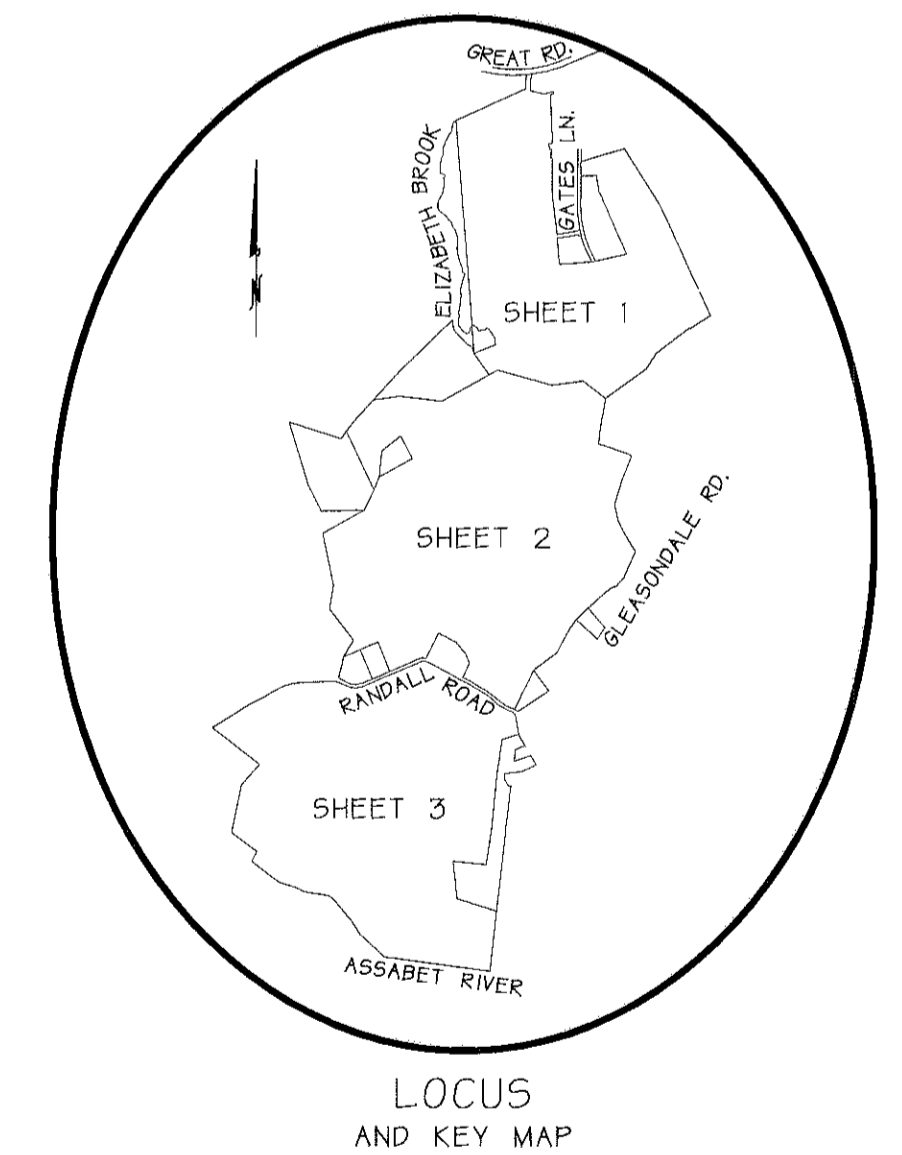 GREAT RD.
GATES LN.
ELIZABETH BROOK
N
SHEET 1
SHEET 2
GLEASONDALE RD.
RANDALL ROAD
SHEET 3
ASSABET RIVER
LOCUS
AND KEY MAP